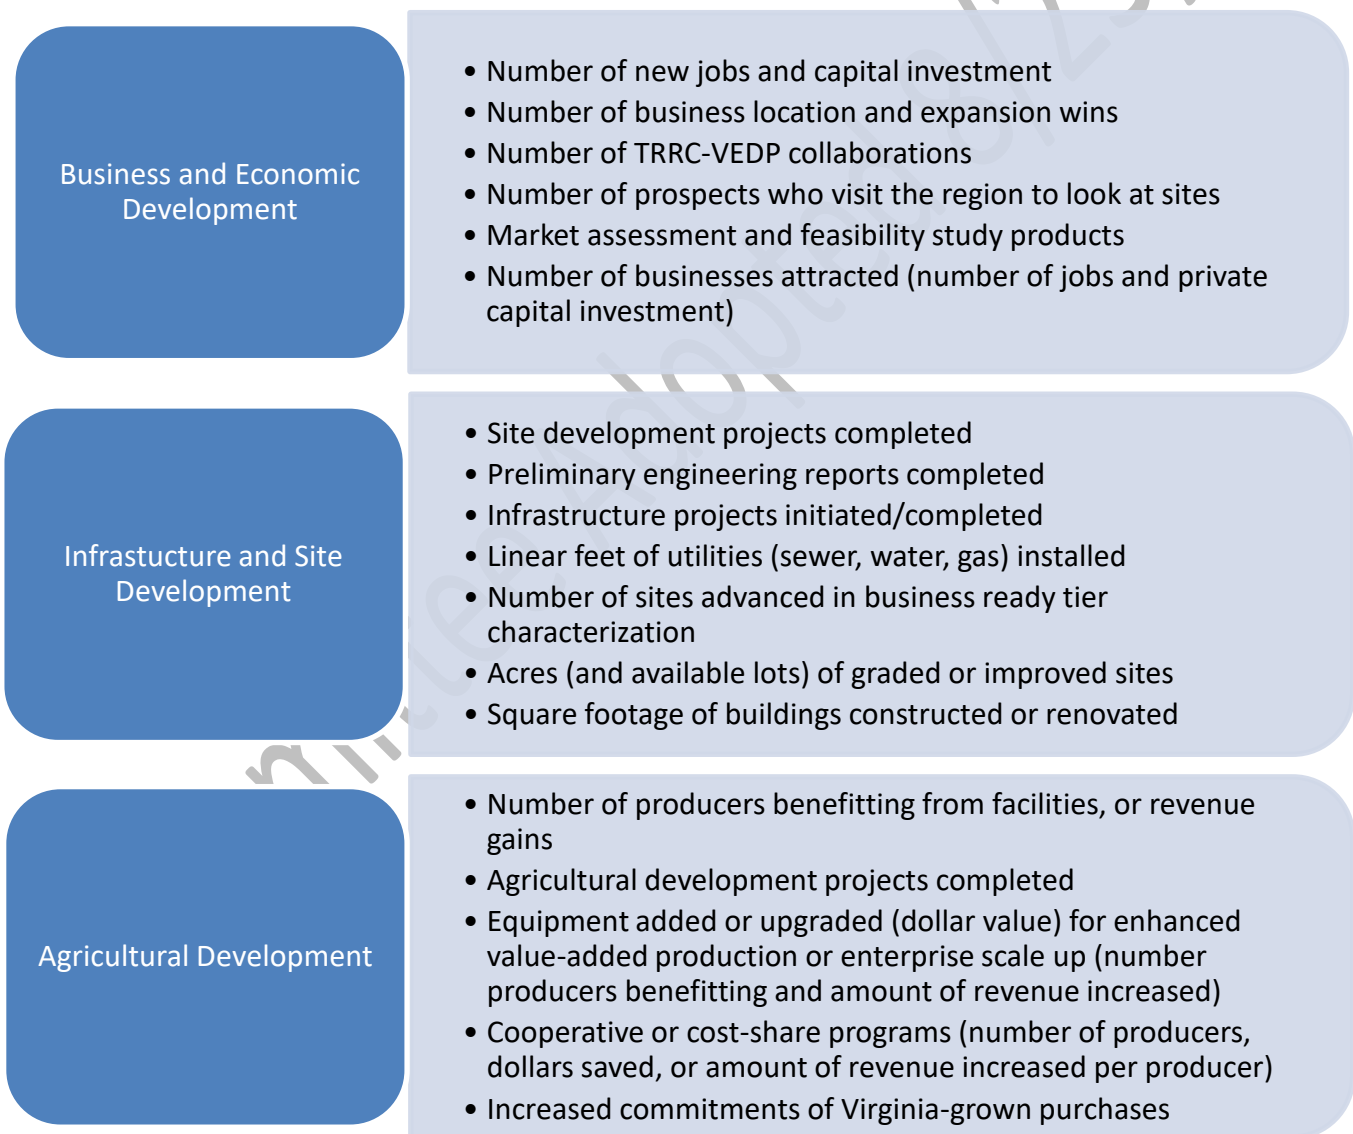 Business and Economic
Development
• Number of new jobs and capital investment
• Number of business location and expansion wins
• Number of TRRC-VEDP collaborations
• Number of prospects who visit the region to look at sites
• Market assessment and feasibility study products
• Number of businesses attracted (number of jobs and private
capital investment)
Infrastucture and Site
Development
• Site development projects completed
• Preliminary engineering reports completed
• Infrastructure projects initiated/completed
• Linear feet of utilities (sewer, water, gas) installed
• Number of sites advanced in business ready tier
characterization
• Acres (and available lots) of graded or improved sites
• Square footage of buildings constructed or renovated
Agricultural Development
• Number of producers benefitting from facilities, or revenue
gains
• Agricultural development projects completed
• Equipment added or upgraded (dollar value) for enhanced
value-added production or enterprise scale up (number
producers benefitting and amount of revenue increased)
• Cooperative or cost-share programs (number of producers,
dollars saved, or amount of revenue increased per producer)
• Increased commitments of Virginia-grown purchases
Adopted